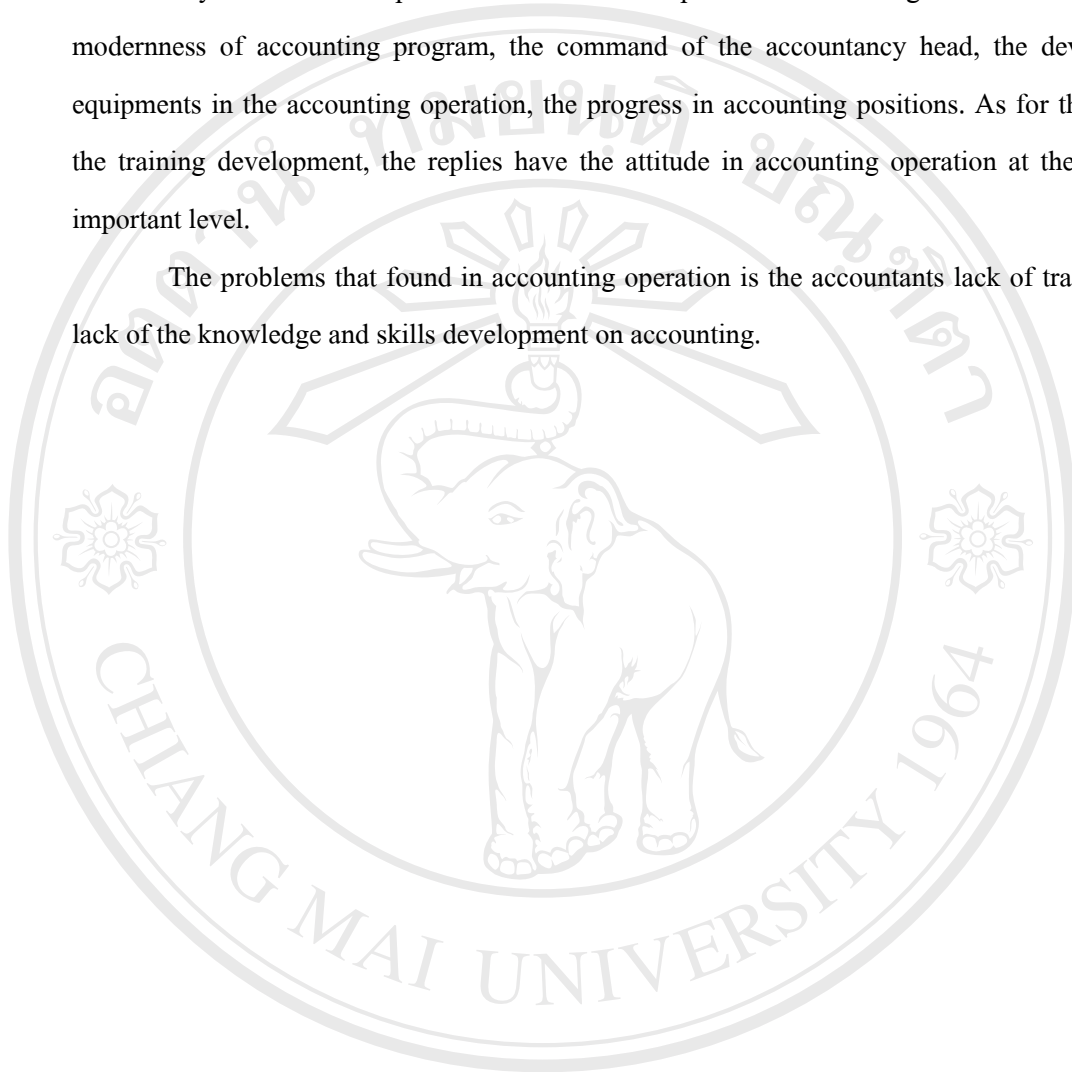 modernness of accounting program, the command of the accountancy head, the
equipments in the accounting operation, the progress in accounting positions. As for
the training development, the replies have the attitude in accounting operation at the
important level.
The problems that found in accounting operation is the accountants lack of
lack of the knowledge and skills development on accounting.
CHIANG MAI UNIVERSITY 1964